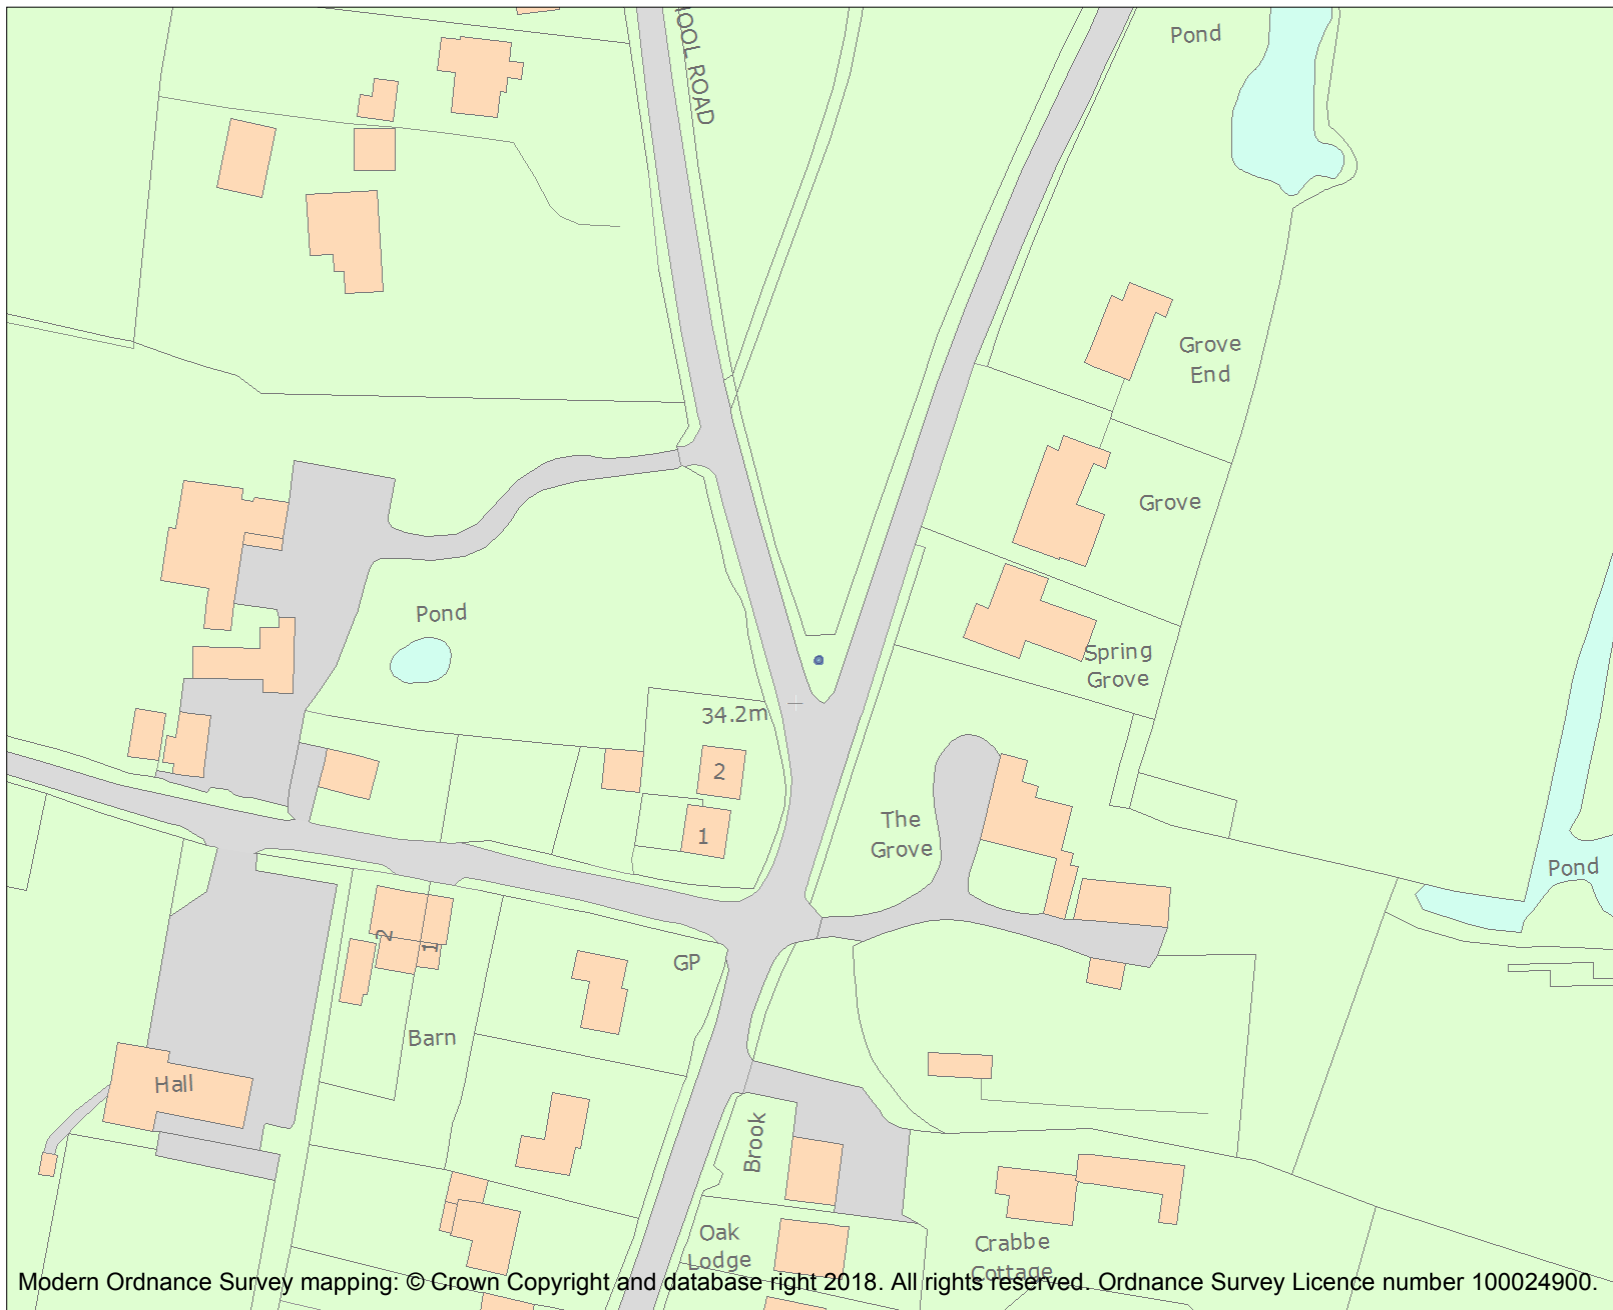 HOOL ROAD
Pond
Grove
End
Grove
Pond
Spring
Grove
34.2m
2
1
The
Grove
Pond
2
1
GP
Barn
Hall
Brook
Oak
Lodge
Crabbe
Cottage
Modern Ordnance Survey mapping: © Crown Copyright and database right 2018. All rights reserved. Ordnance Survey Licence number 100024900.